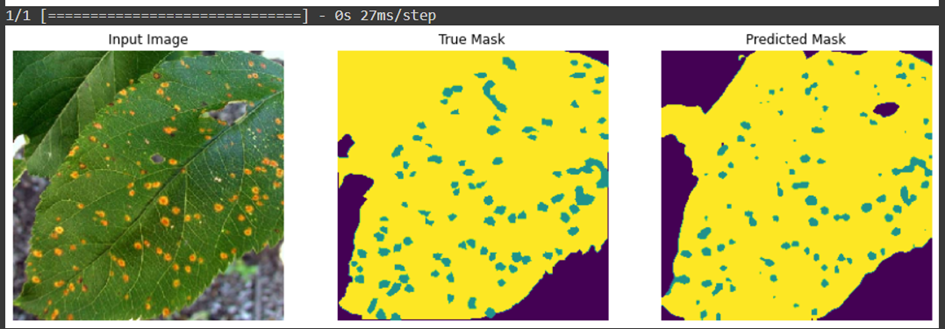 1/1 [==============================] - 0s 27ms/step
Input Image
True Mask
Predicted Mask